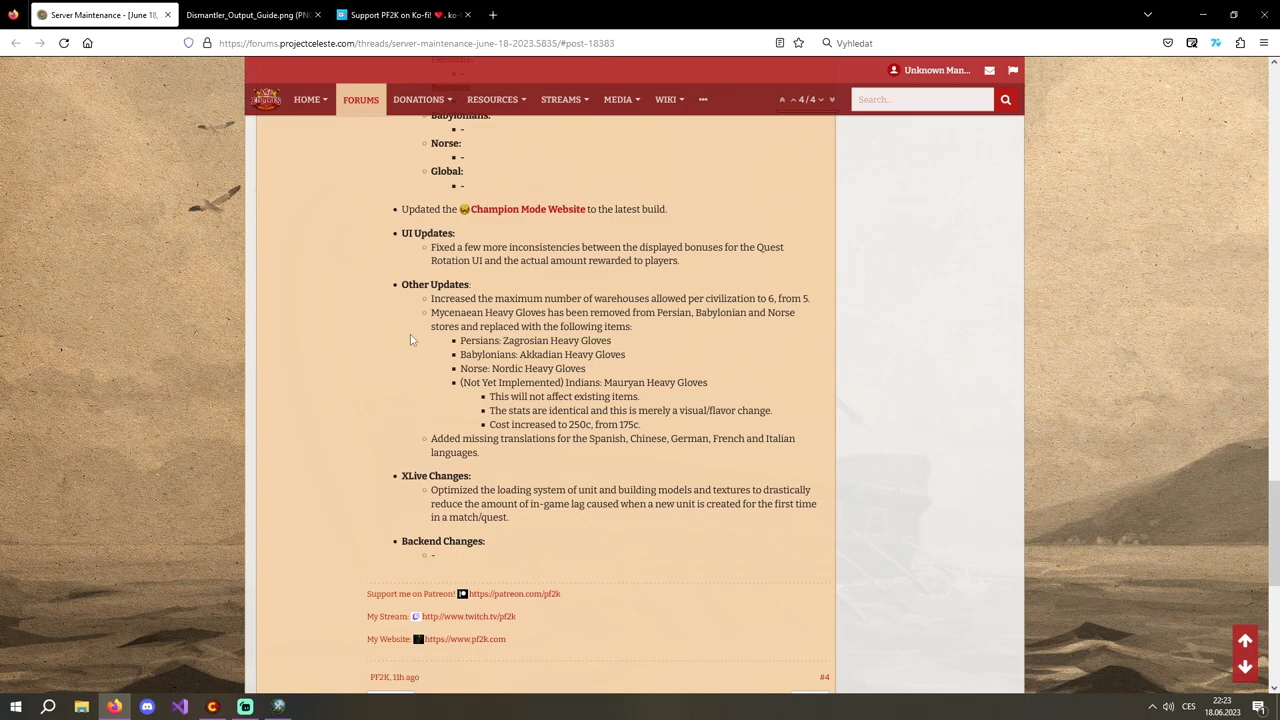 Server Maintenance - [June 18,
Dismantler_Output_Guide.png (PN
Support PF2K on Ko-fi! ❤️. ko-
https://forums.projectceleste.com/threads/server-maintenance-june-18-2023.5835/#post-18383
Vyhledat
Unknown Man...
HOME
FORUMS
DONATIONS
RESOURCES
STREAMS
MEDIA
WIKI
•••
4 / 4
Search...
-
Babylonians:
-
Norse:
-
Global:
-
Updated the Champion Mode Website to the latest build.
UI Updates:
Fixed a few more inconsistencies between the displayed bonuses for the Quest
Rotation UI and the actual amount rewarded to players.
Other Updates:
Increased the maximum number of warehouses allowed per civilization to 6, from 5.
Mycenaean Heavy Gloves has been removed from Persian, Babylonian and Norse
stores and replaced with the following items:
Persians: Zagrosian Heavy Gloves
Babylonians: Akkadian Heavy Gloves
Norse: Nordic Heavy Gloves
(Not Yet Implemented) Indians: Mauryan Heavy Gloves
This will not affect existing items.
The stats are identical and this is merely a visual/flavor change.
Cost increased to 250c, from 175c.
Added missing translations for the Spanish, Chinese, German, French and Italian
languages.
XLive Changes:
Optimized the loading system of unit and building models and textures to drastically
reduce the amount of in-game lag caused when a new unit is created for the first time
in a match/quest.
Backend Changes:
-
Support me on Patreon! https://patreon.com/pf2k
My Stream: http://www.twitch.tv/pf2k
My Website: https://www.pf2k.com
PF2K, 11h ago
#4
CES
22:23
18.06.2023